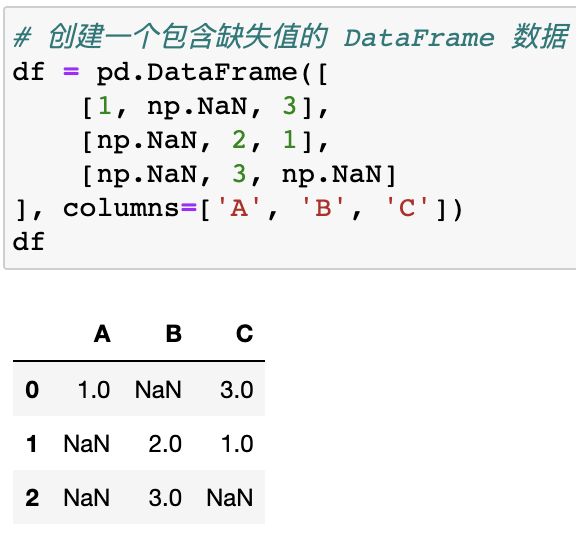 # 创建一个包含缺失值的 DataFrame 数据
df = pd.DataFrame([
    [1, np.NaN, 3],
    [np.NaN, 2, 1],
    [np.NaN, 3, np.NaN]
], columns=['A', 'B', 'C'])
df
A B C
0 1.0 NaN 3.0
1 NaN 2.0 1.0
2 NaN 3.0 NaN